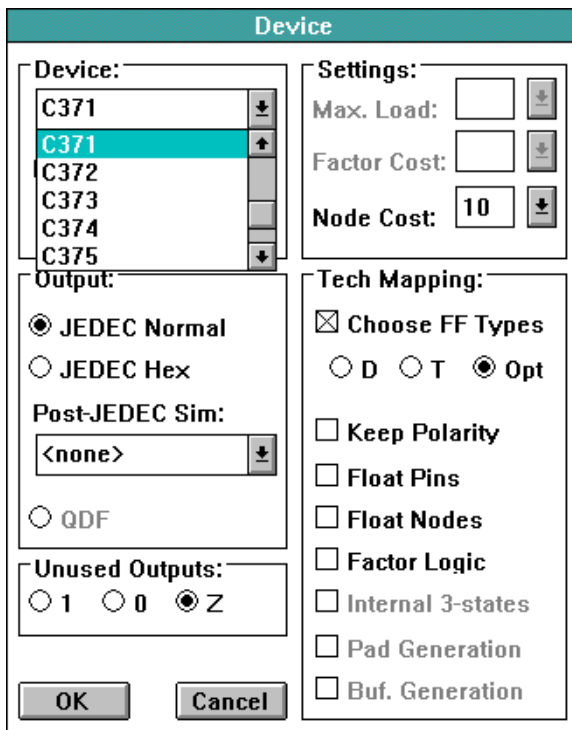 Device
Device:
C371
C371
C372
C373
C374
C375
Settings:
Max. Load:
Factor Cost:
Node Cost: 10
Output:
JEDEC Normal
JEDEC Hex
Post-JEDEC Sim:
<none>
QDF
Unused Outputs:
1 0 Z
Tech Mapping:
Choose FF Types
D T Opt
Keep Polarity
Float Pins
Float Nodes
Factor Logic
Internal 3-states
Pad Generation
Buf. Generation
OK Cancel